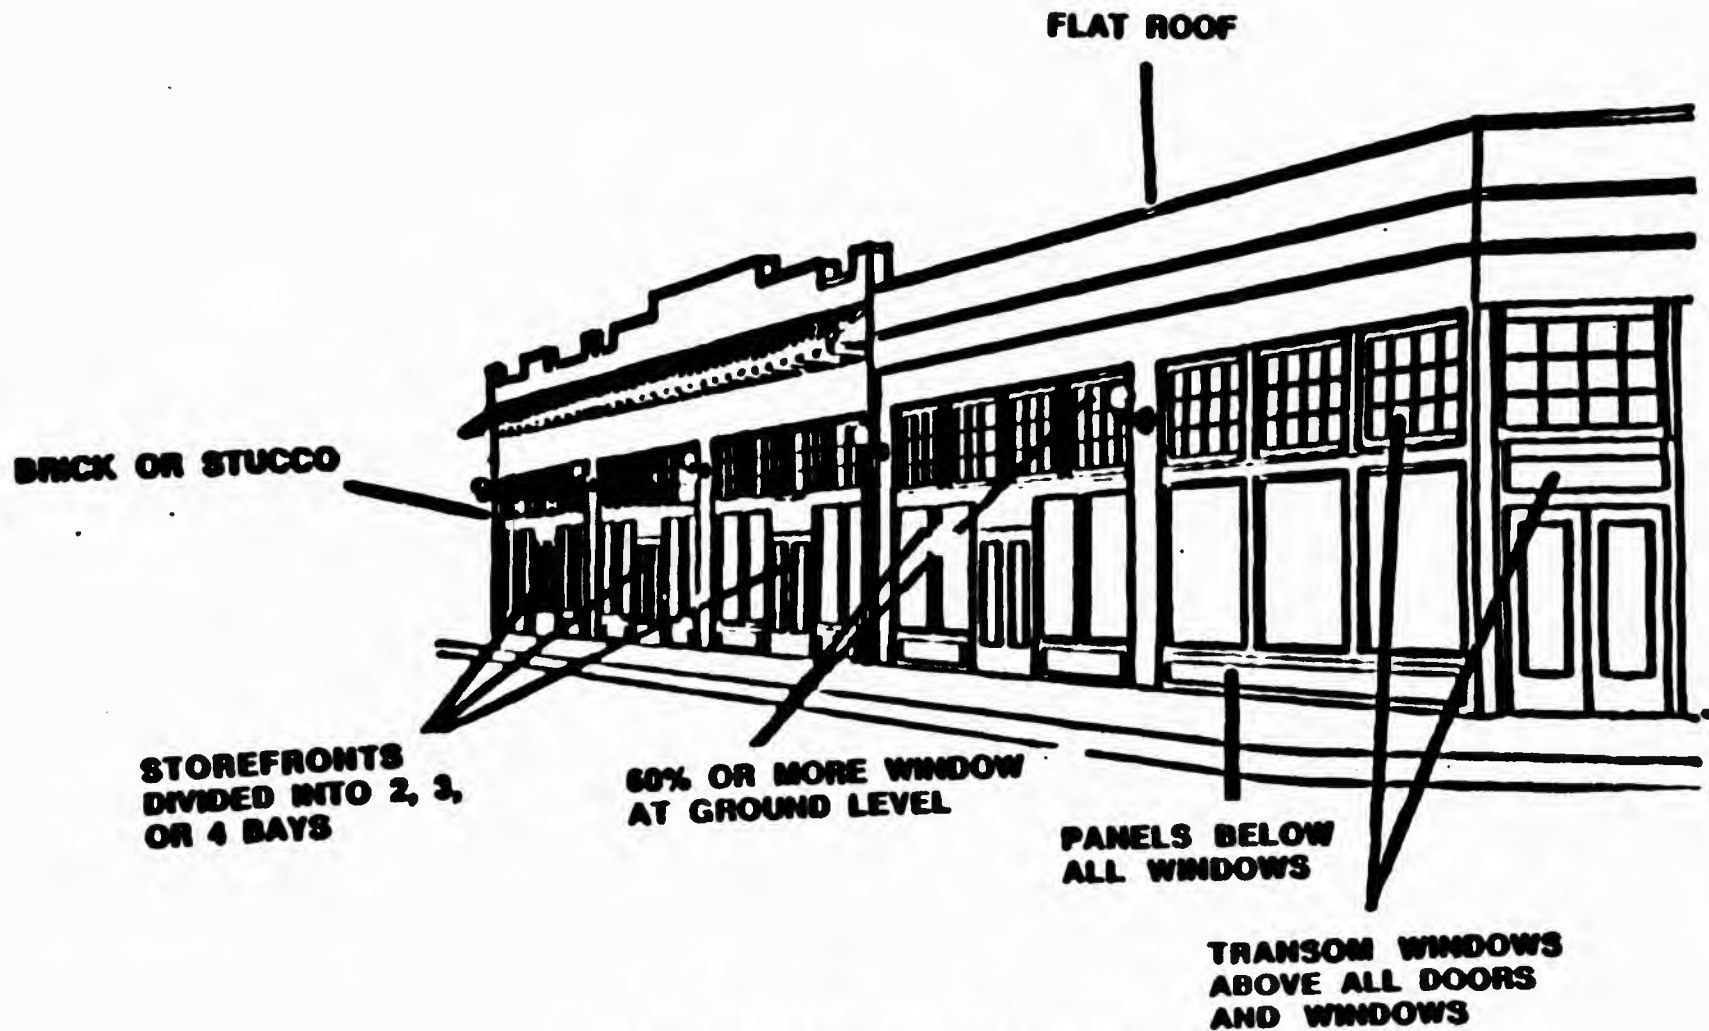 FLAT ROOF
BRICK OR STUCCO
STOREFRONTS
DIVIDED INTO 2, 3,
OR 4 BAYS
60% OR MORE WINDOW
AT GROUND LEVEL
PANELS BELOW
ALL WINDOWS
TRANSOM WINDOWS
ABOVE ALL DOORS
AND WINDOWS